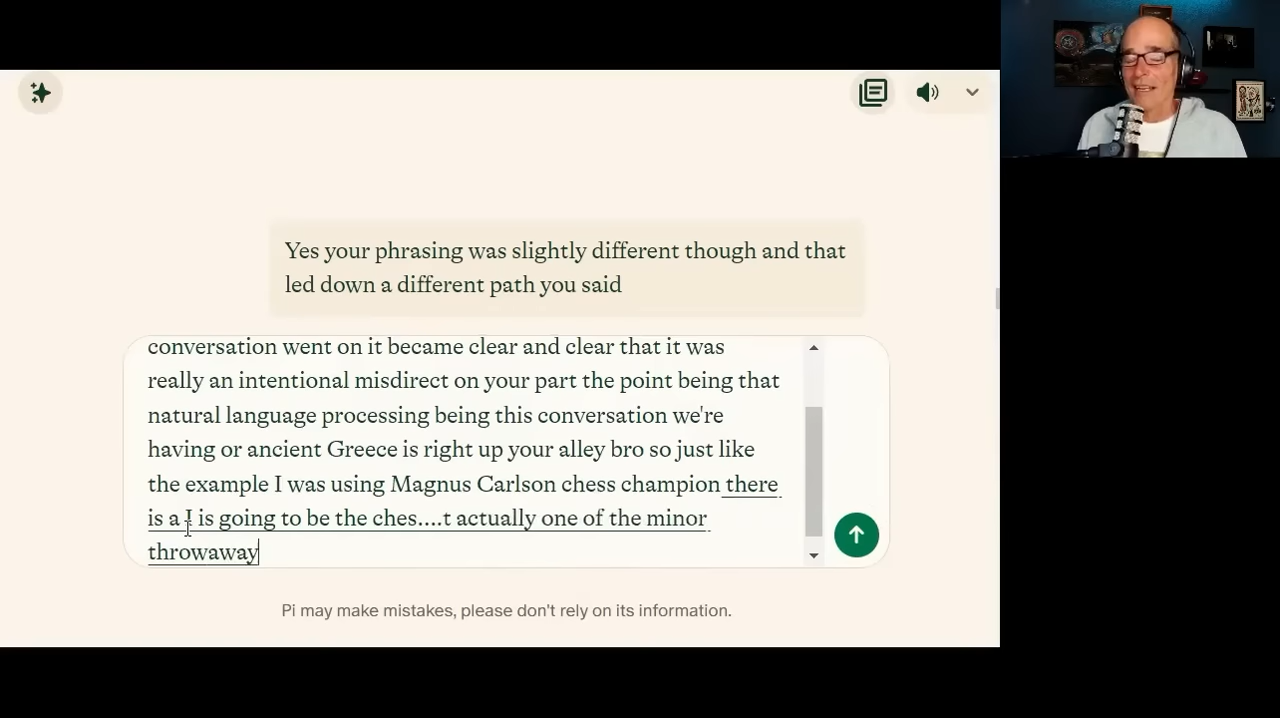 Yes your phrasing was slightly different though and that
led down a different path you said
conversation went on it became clear and clear that it was
really an intentional misdirect on your part the point being that
natural language processing being this conversation we're
having or ancient Greece is right up your alley bro so just like
the example I was using Magnus Carlson chess champion there
is a I is going to be the ches....t actually one of the minor
throwaway
Pi may make mistakes, please don't rely on its information.